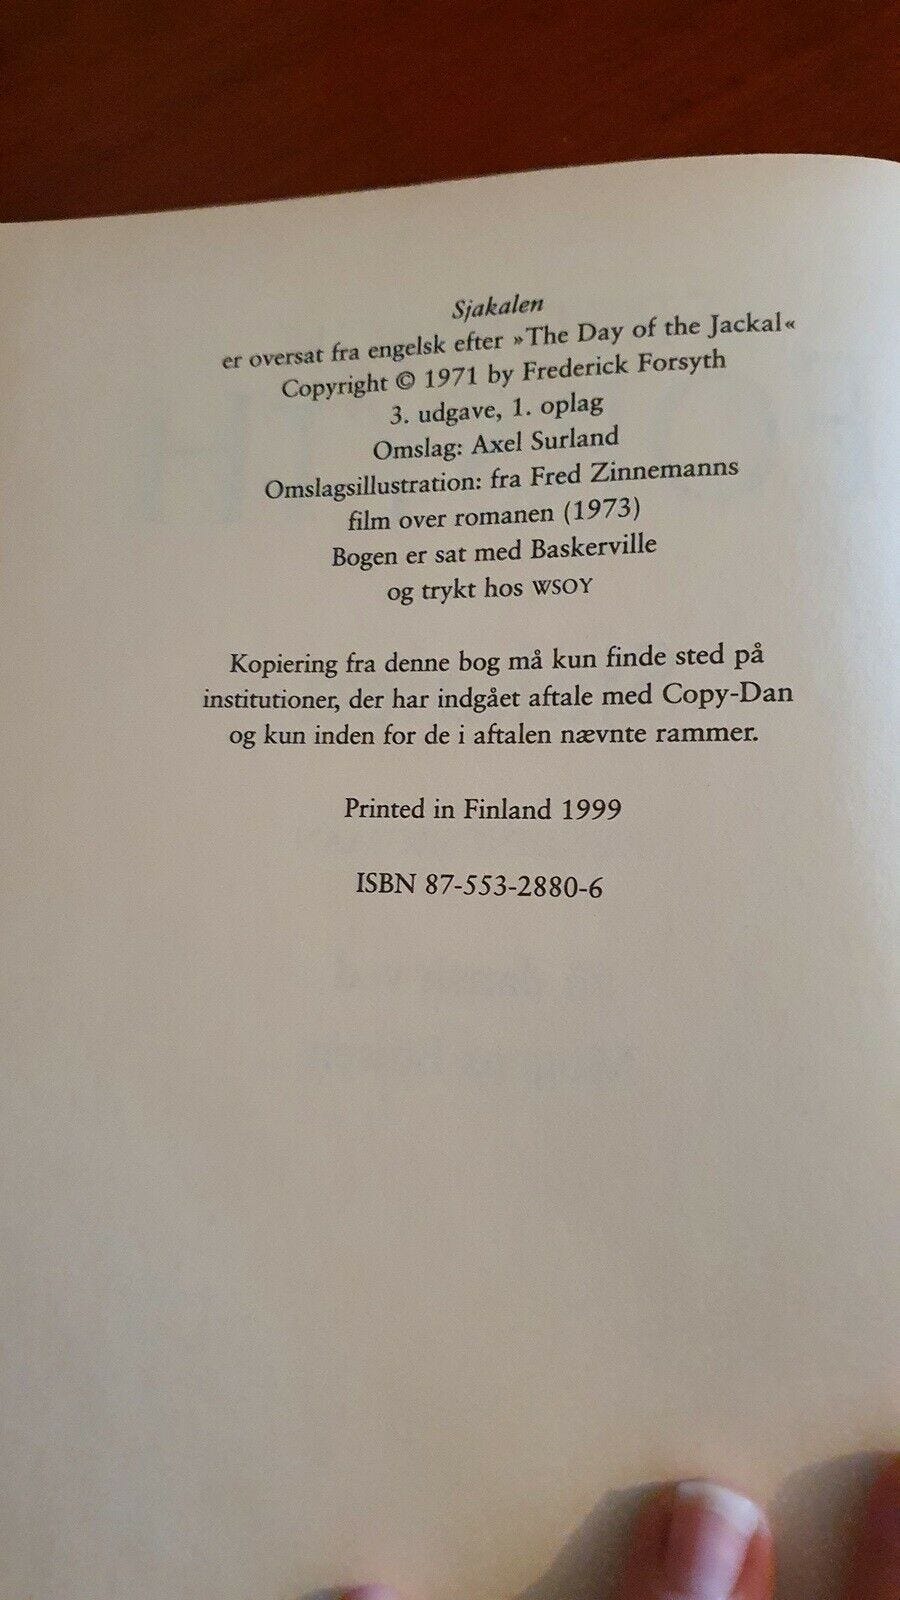 Sjakalen
er oversat fra engelsk efter »The Day of the Jackal«
Copyright © 1971 by Frederick Forsyth
3. udgave, 1. oplag
Omslag: Axel Surland
Omslagsillustration: fra Fred Zinnemanns
film over romanen (1973)
Bogen er sat med Baskerville
og trykt hos WSOY
Kopiering fra denne bog må kun finde sted på
institutioner, der har indgået aftale med Copy-Dan
og kun inden for de i aftalen nævnte rammer.
Printed in Finland 1999
ISBN 87-553-2880-6